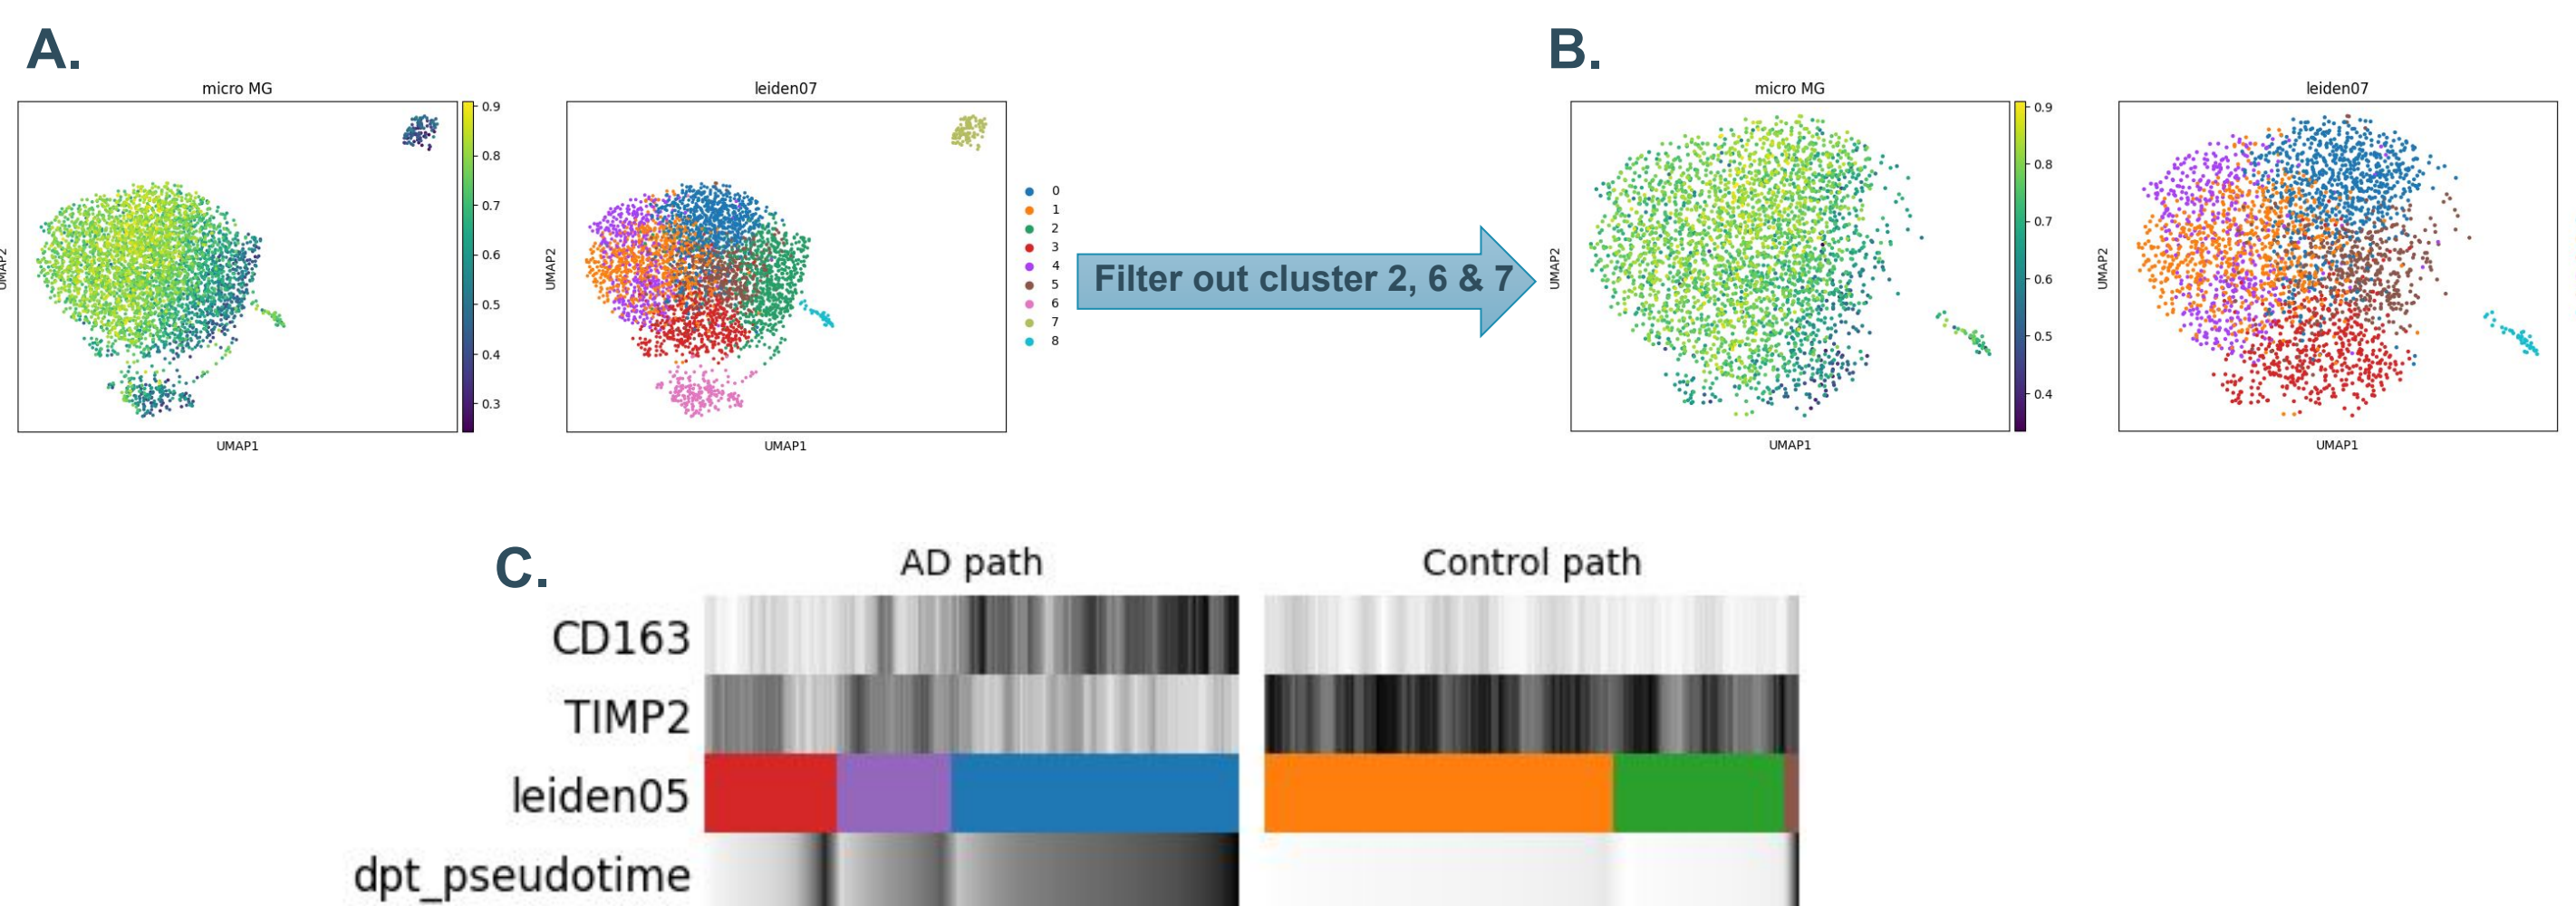 A.
micro MG
0.9
0.8
0.7
0.6
0.5
0.4
0.3
UMAP2
UMAP1
leiden07
UMAP2
UMAP1
0
1
2
3
4
5
6
7
8
Filter out cluster 2, 6 & 7
B.
micro MG
0.9
0.8
0.7
0.6
0.5
0.4
UMAP2
UMAP1
leiden07
UMAP2
UMAP1
C.
AD path
Control path
CD163
TIMP2
leiden05
dpt_pseudotime